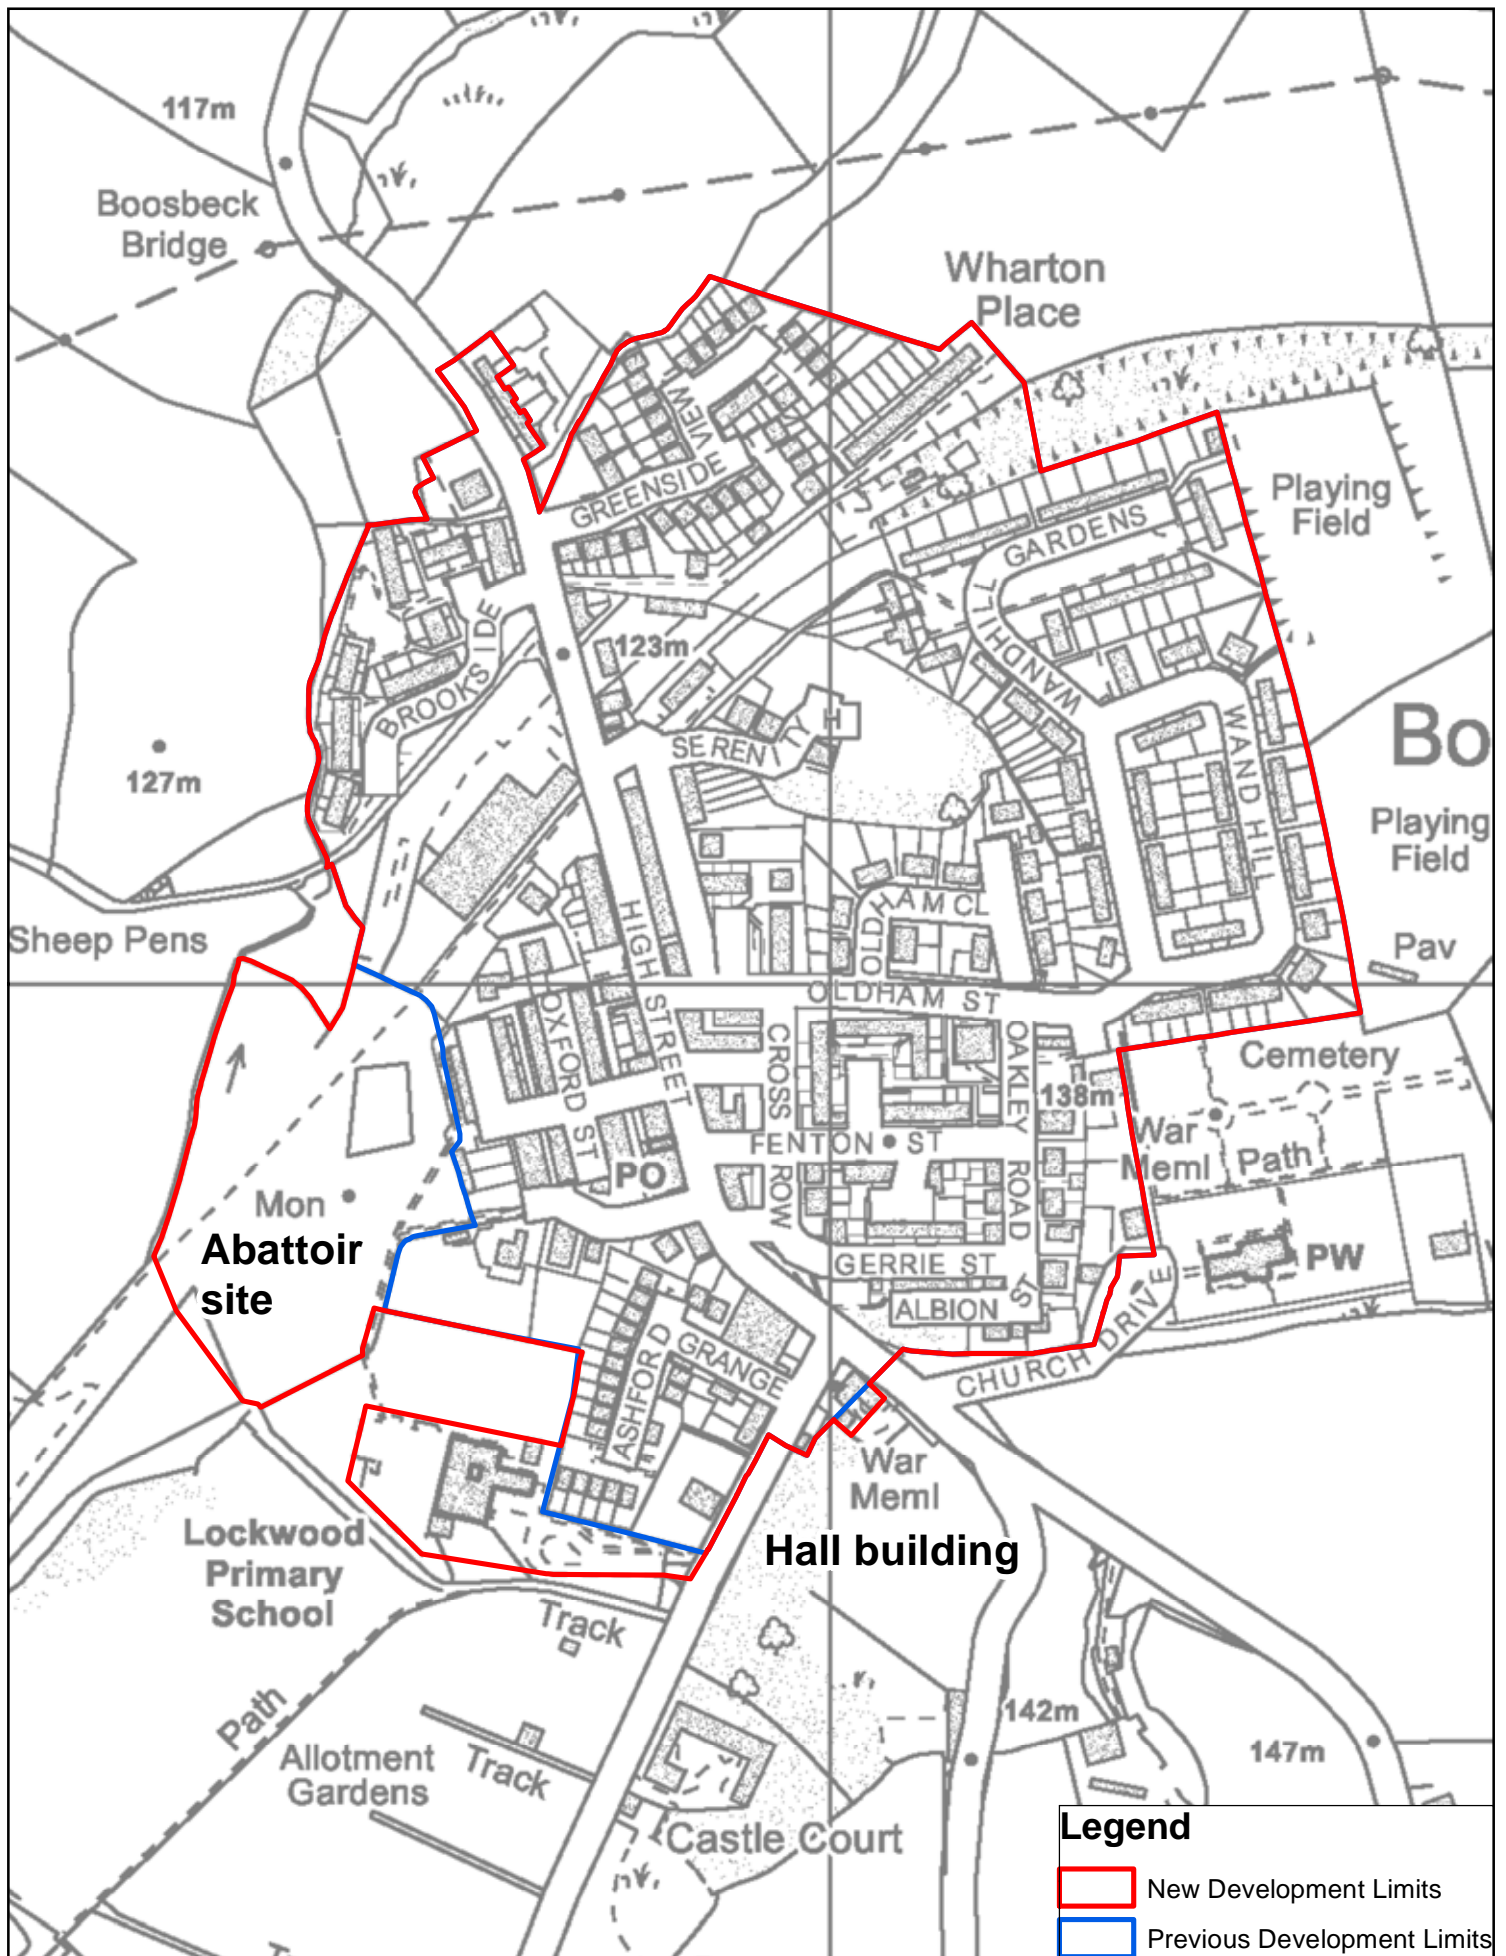 117m
Boosbeck
Bridge
Wharton
Place
VIEW
GREENSIDE
Playing
Field
GARDENS
WANDHILL
BROOKSIDE
123m
H
SERENITY
WAND HILL
Bo
127m
Playing
Field
OLDHAM CL
HIGH STREET
Sheep Pens
Pav
OLDHAM ST
OXFORD ST
CROSS ROW
OAKLEY ROAD
Cemetery
138m
War
Meml
Path
FENTON ST
PO
Mon
Abattoir
site
GERRIE ST
PW
ALBION ST
CHURCH DRIVE
ASHFORD
GRANGE
War
Meml
Lockwood
Primary
School
Hall building
Track
Path
142m
147m
Allotment
Gardens
Track
Castle Court
Legend
New Development Limits
Previous Development Limits